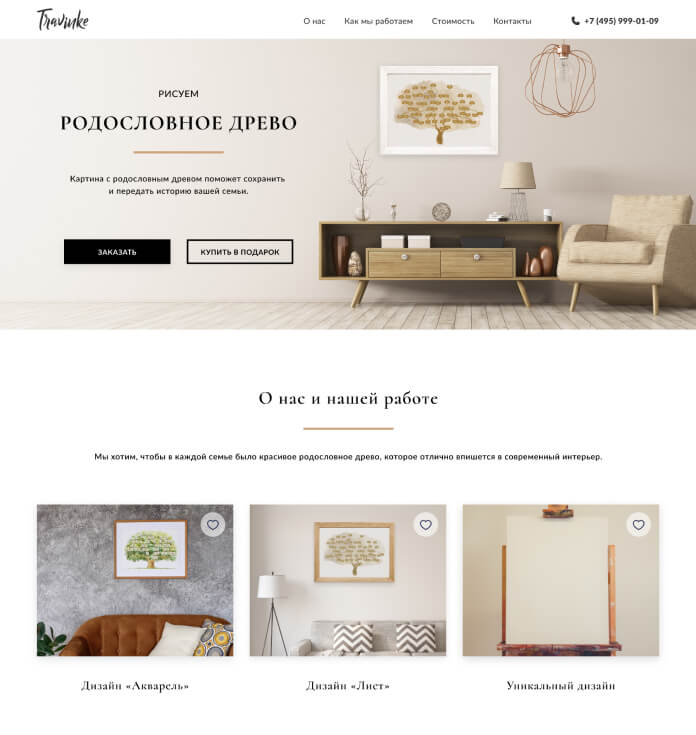 Travinke
О нас
Как мы работаем
Стоимость
Контакты
+7 (495) 999-01-09
РИСУЕМ
РОДОСЛОВНОЕ ДРЕВО
Картина с родословным древом поможет сохранить
и передать историю вашей семьи.
ЗАКАЗАТЬ
КУПИТЬ В ПОДАРОК
О нас и нашей работе
Мы хотим, чтобы в каждой семье было красивое родословное древо, которое отлично впишется в современный интерьер.
Дизайн «Акварель»
Дизайн «Лист»
Уникальный дизайн